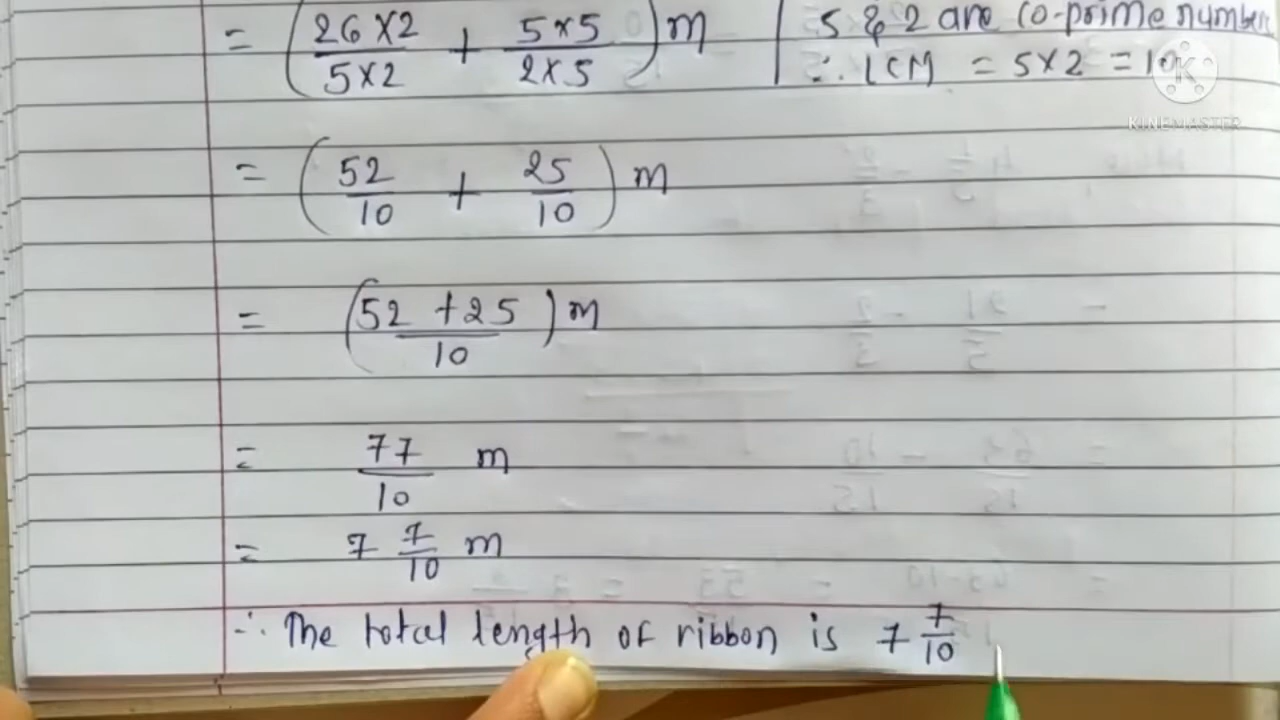 = (26×2/5×2 + 5×5/2×5) m
5 & 2 are co-prime number
∴ LCM = 5×2 = 10
K
KINEMASTER
= (52/10 + 25/10) m
= (52 + 25/10) m
= 77/10 m
= 7 7/10 m
∴ The total length of ribbon is 7 7/10